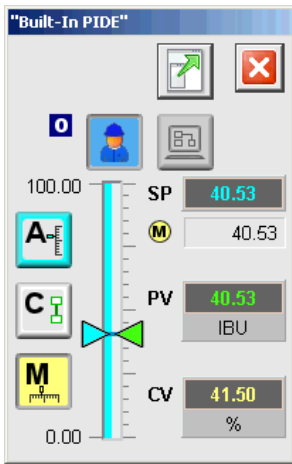 "Built-In PIDE"
O
100.00
SP 40.53
A
M 40.53
C
PV 40.53
IBU
M
CV 41.50
0.00 %